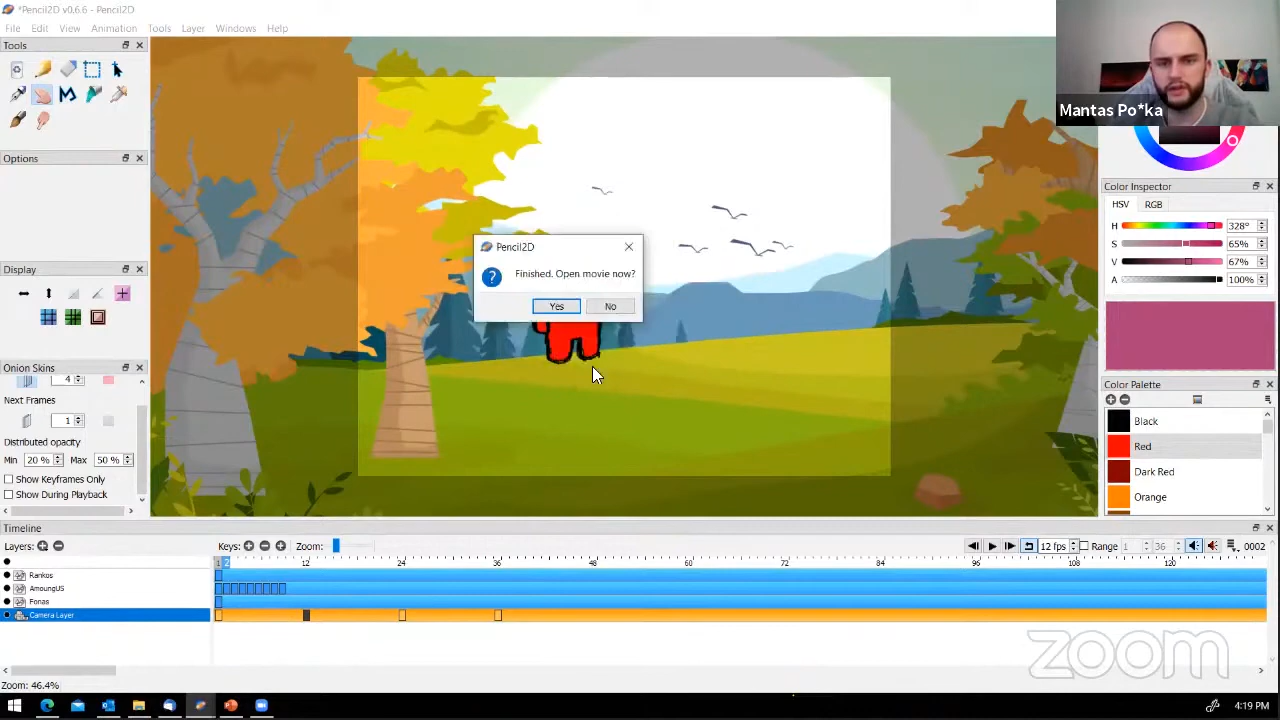 *Pencil2D v0.6.6 - Pencil2D
File Edit View Animation Tools Layer Windows Help
Tools
Mantas Po*ka
Options
Color Inspector
HSV RGB
H 328°
S 65%
V 67%
A 100%
Pencil2D
Finished. Open movie now?
Yes No
Display
Onion Skins
4
Next Frames
1
Distributed opacity
Min 20 % Max 50 %
Show Keyframes Only
Show During Playback
Color Palette
Black
Red
Dark Red
Orange
Timeline
Layers: Keys: Zoom: 12 fps Range 1 36 0002
1 2 12 24 36 48 60 72 84 96 108 120
Rankos
AmoungUS
Fonas
Camera Layer
zoom
Zoom: 46.4%
4:19 PM